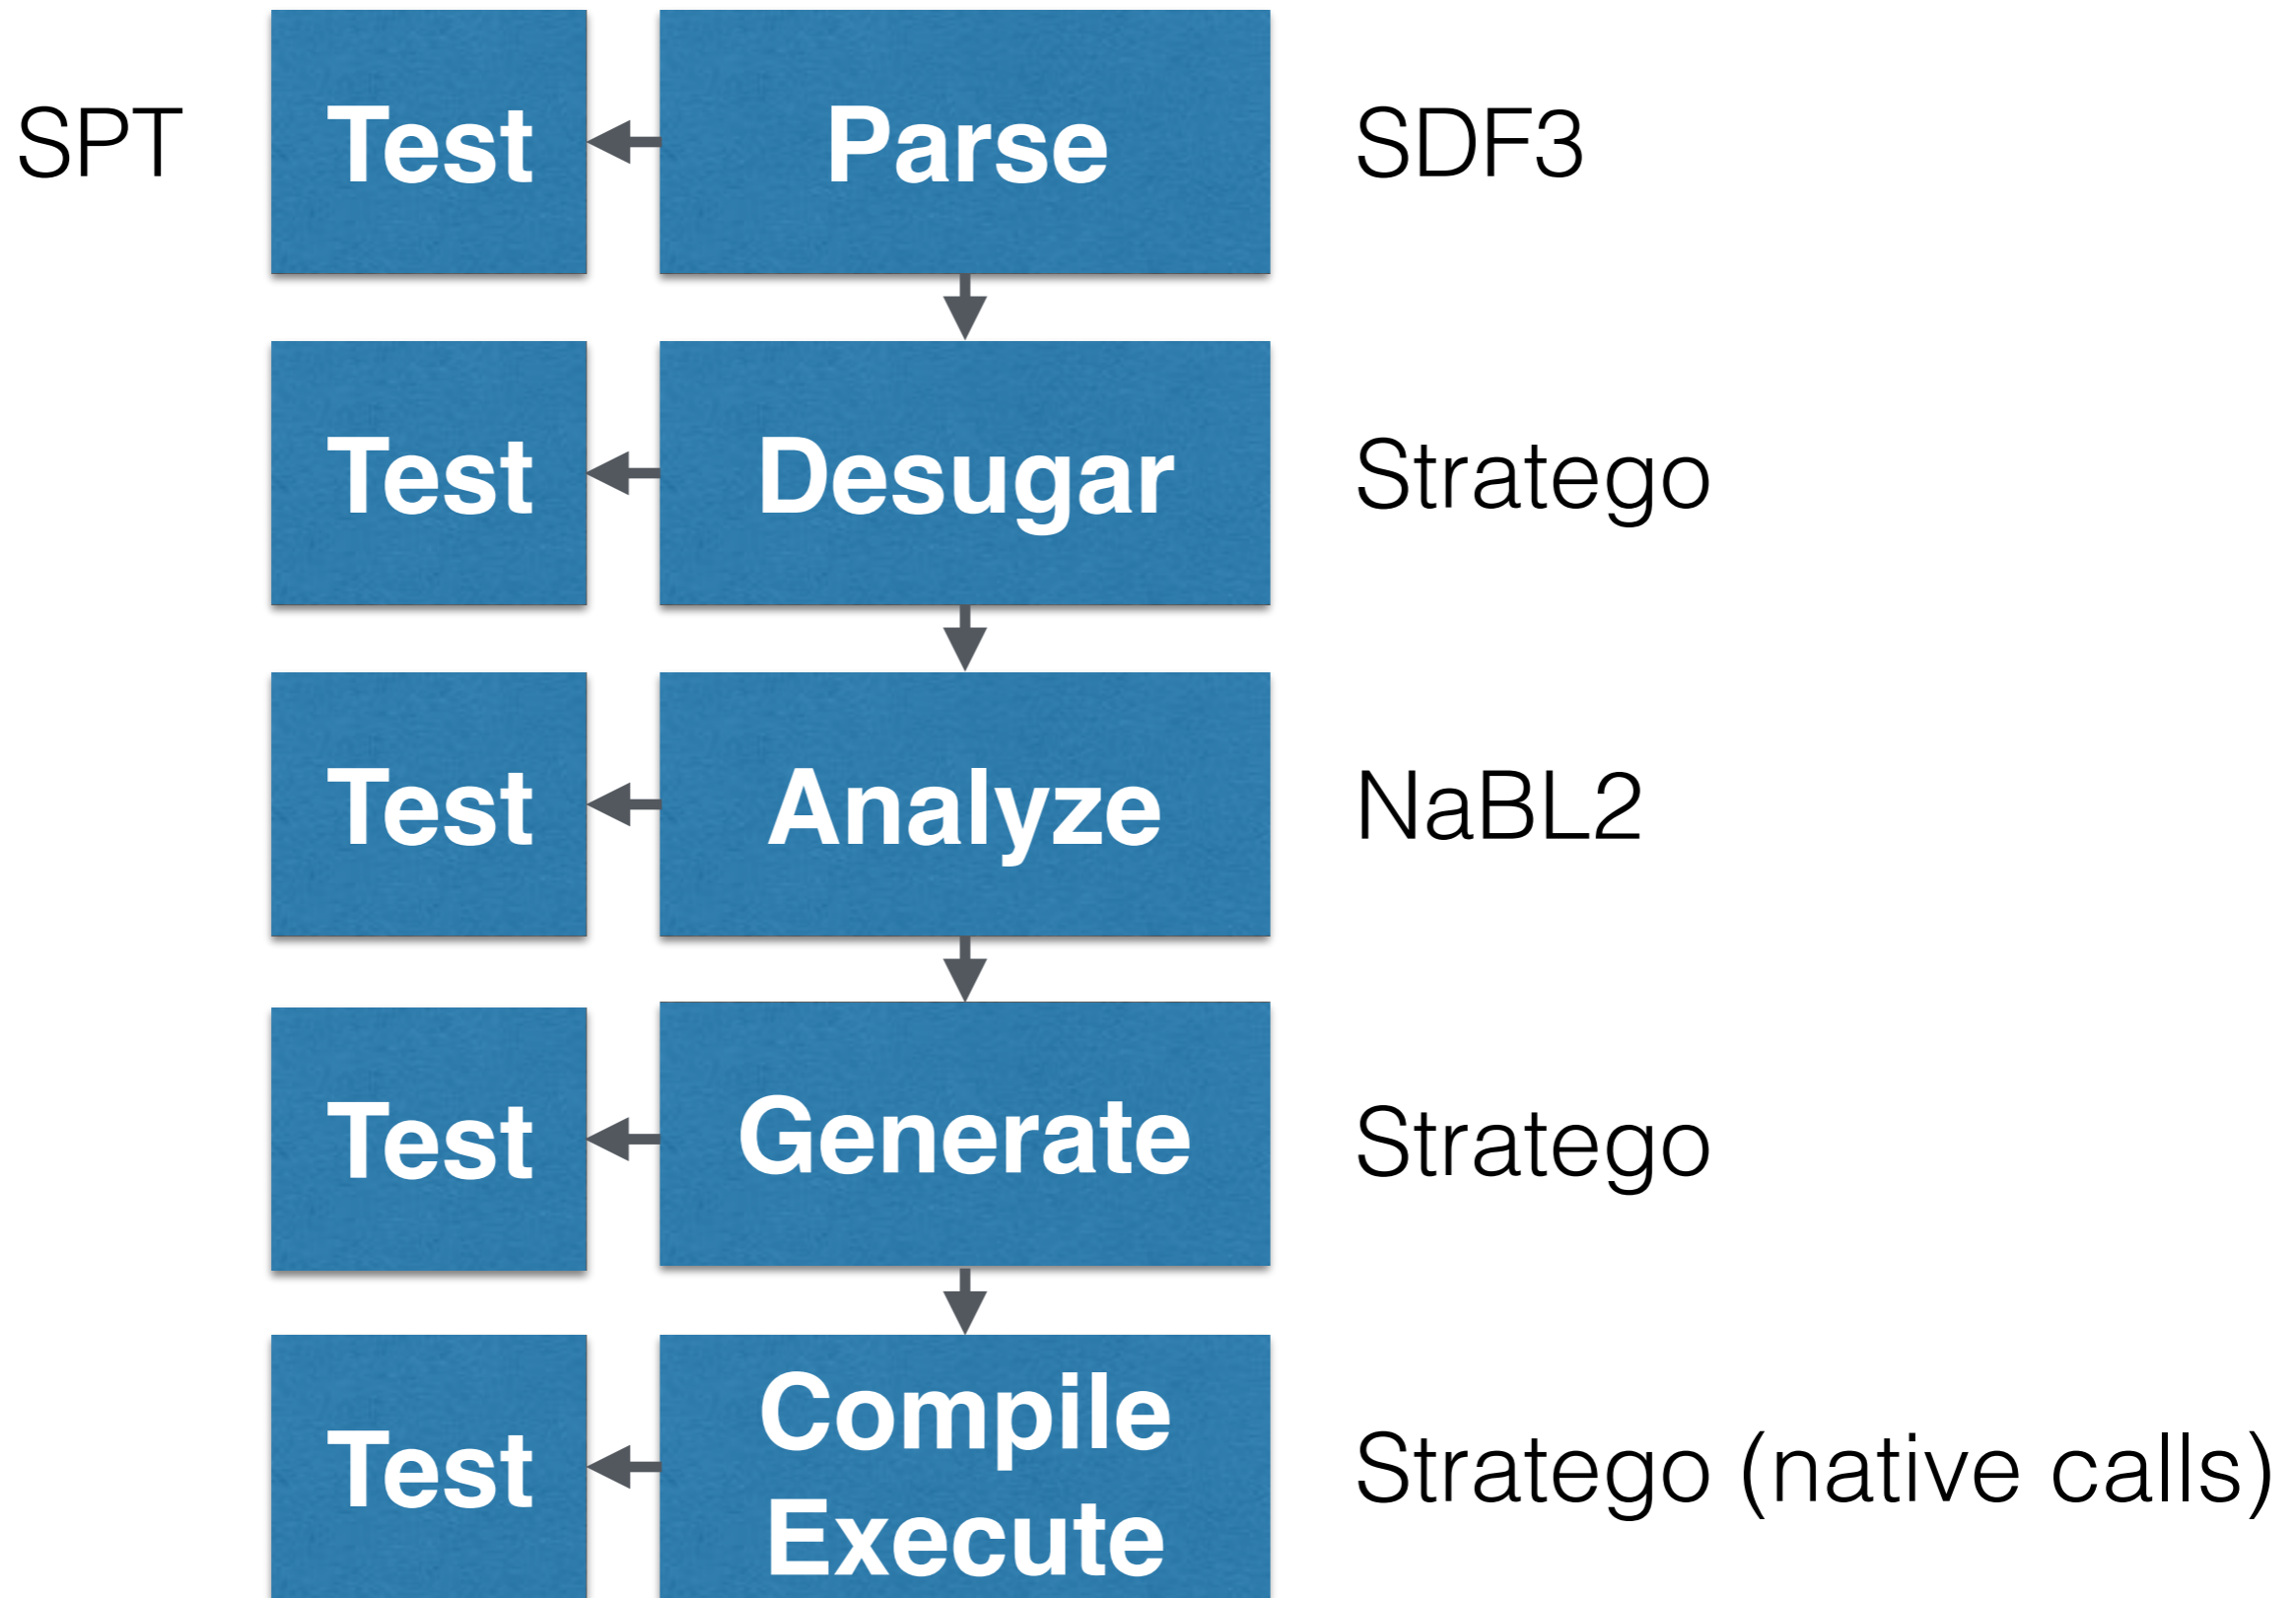 SPT
Test
Parse
SDF3
Test
Desugar
Stratego
Test
Analyze
NaBL2
Test
Generate
Stratego
Test
Compile
Execute
Stratego (native calls)